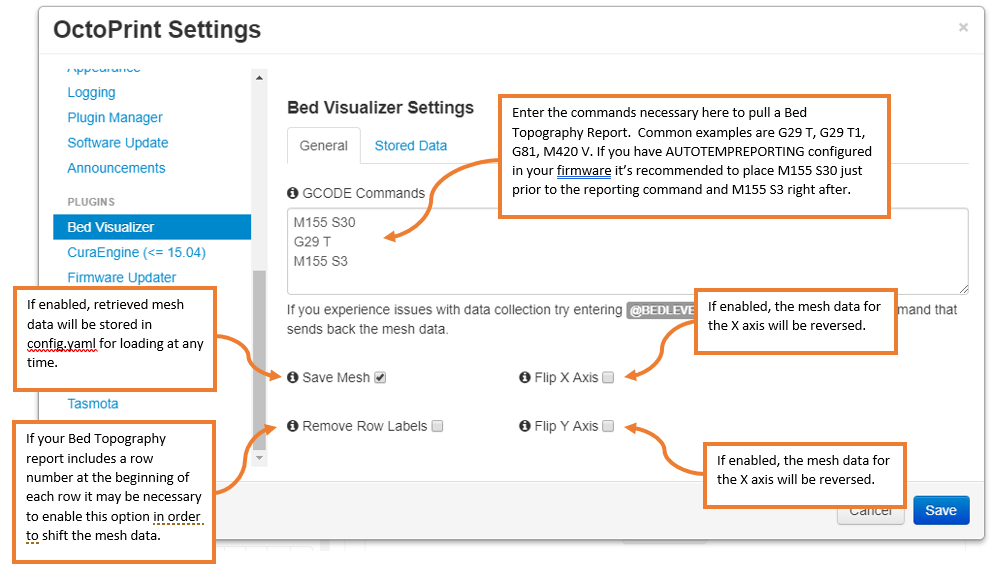 OctoPrint Settings
×
Appearance
Logging
Plugin Manager
Software Update
Announcements
PLUGINS
Bed Visualizer
CuraEngine (<= 15.04)
Firmware Updater
Tasmota
Bed Visualizer Settings
General
Stored Data
Enter the commands necessary here to pull a Bed
Topography Report. Common examples are G29 T, G29 T1,
G81, M420 V. If you have AUTOTEMPREPORTING configured
in your firmware it's recommended to place M155 S30 just
prior to the reporting command and M155 S3 right after.
GCODE Commands
M155 S30
G29 T
M155 S3
If you experience issues with data collection try entering @BEDLEVE mand that
sends back the mesh data.
If enabled, retrieved mesh
data will be stored in
config.yaml for loading at any
time.
If enabled, the mesh data for
the X axis will be reversed.
Save Mesh
Flip X Axis
Remove Row Labels
Flip Y Axis
If your Bed Topography
report includes a row
number at the beginning of
each row it may be necessary
to enable this option in order
to shift the mesh data.
If enabled, the mesh data for
the X axis will be reversed.
Cancel
Save